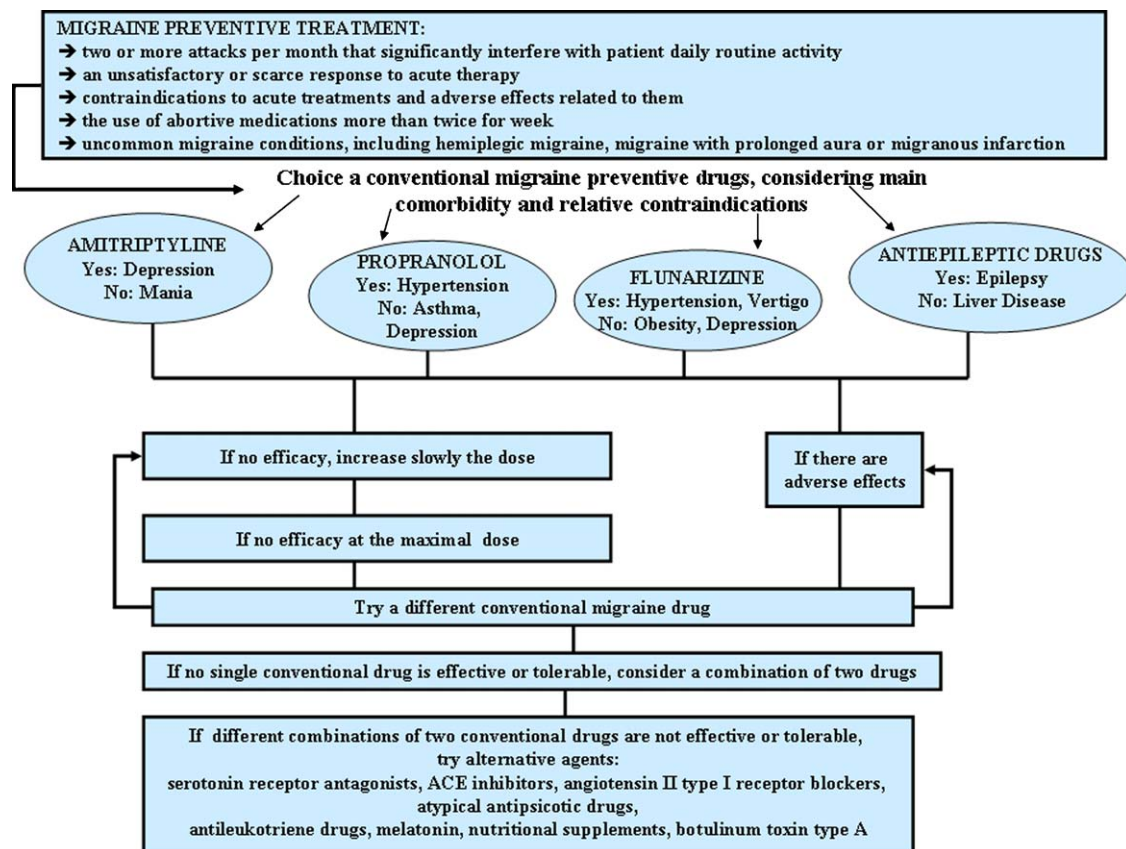 MIGRAINE PREVENTIVE TREATMENT:
➔ two or more attacks per month that significantly interfere with patient daily routine activity
➔ an unsatisfactory or scarce response to acute therapy
➔ contraindications to acute treatments and adverse effects related to them
➔ the use of abortive medications more than twice for week
➔ uncommon migraine conditions, including hemiplegic migraine, migraine with prolonged aura or migranous infarction
Choice a conventional migraine preventive drugs, considering main
comorbidity and relative contraindications
AMITRIPTYLINE
Yes: Depression
No: Mania
PROPRANOLOL
Yes: Hypertension
No: Asthma,
Depression
FLUNARIZINE
Yes: Hypertension, Vertigo
No: Obesity, Depression
ANTIEPILEPTIC DRUGS
Yes: Epilepsy
No: Liver Disease
If no efficacy, increase slowly the dose
If there are
adverse effects
If no efficacy at the maximal dose
Try a different conventional migraine drug
If no single conventional drug is effective or tolerable, consider a combination of two drugs
If different combinations of two conventional drugs are not effective or tolerable,
try alternative agents:
serotonin receptor antagonists, ACE inhibitors, angiotensin II type I receptor blockers,
atypical antipsicotic drugs,
antileukotriene drugs, melatonin, nutritional supplements, botulinum toxin type A